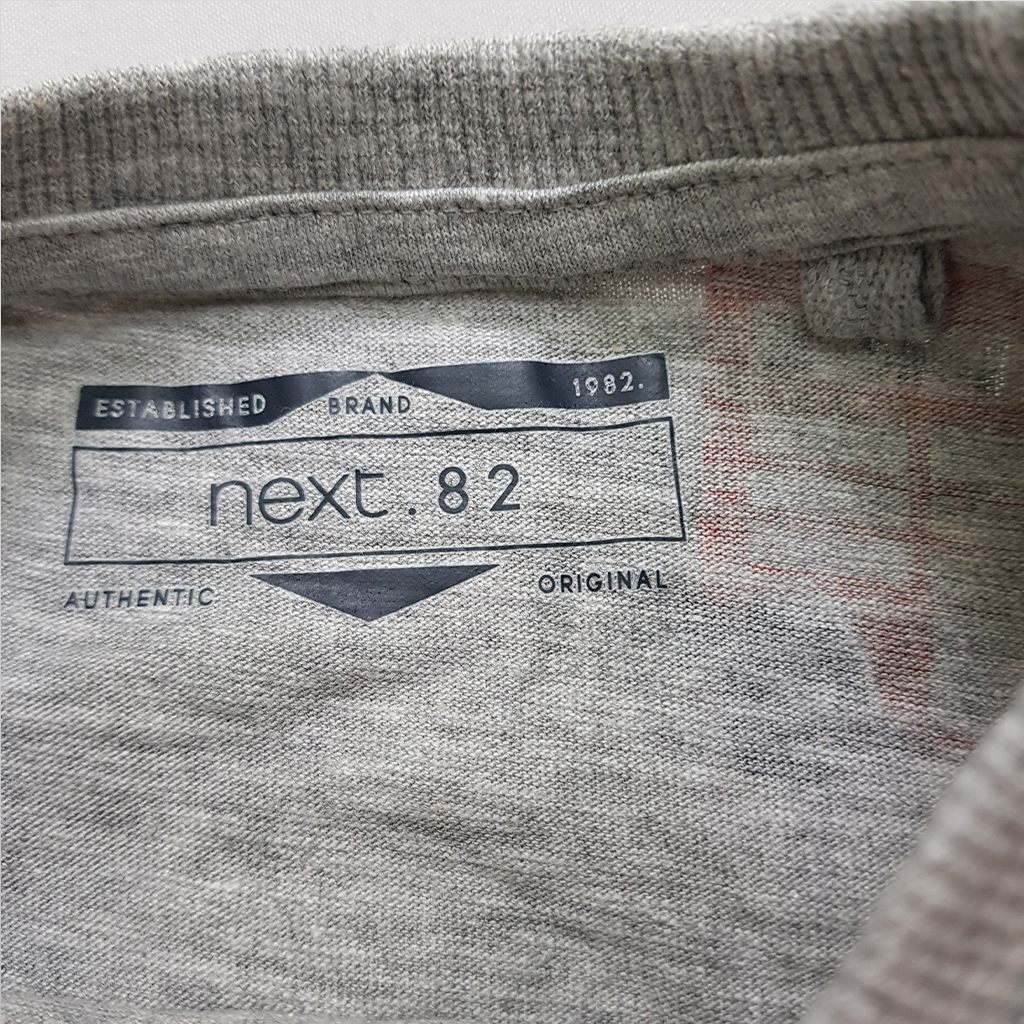 ESTABLISHED BRAND 1982.
next.82
AUTHENTIC ORIGINAL